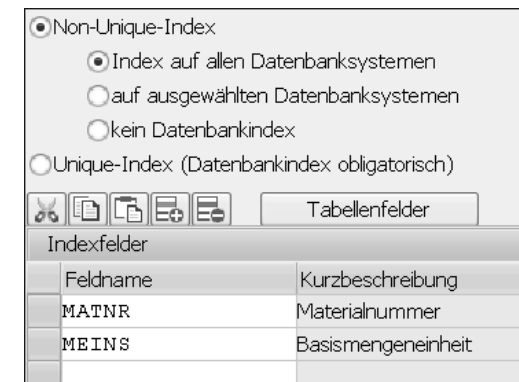 Non-Unique-Index
Index auf allen Datenbanksystemen
auf ausgewählten Datenbanksystemen
kein Datenbankindex
Unique-Index (Datenbankindex obligatorisch)
Tabellenfelder
Indexfelder
Feldname Kurzbeschreibung
MATNR Materialnummer
MEINS Basismengeneinheit